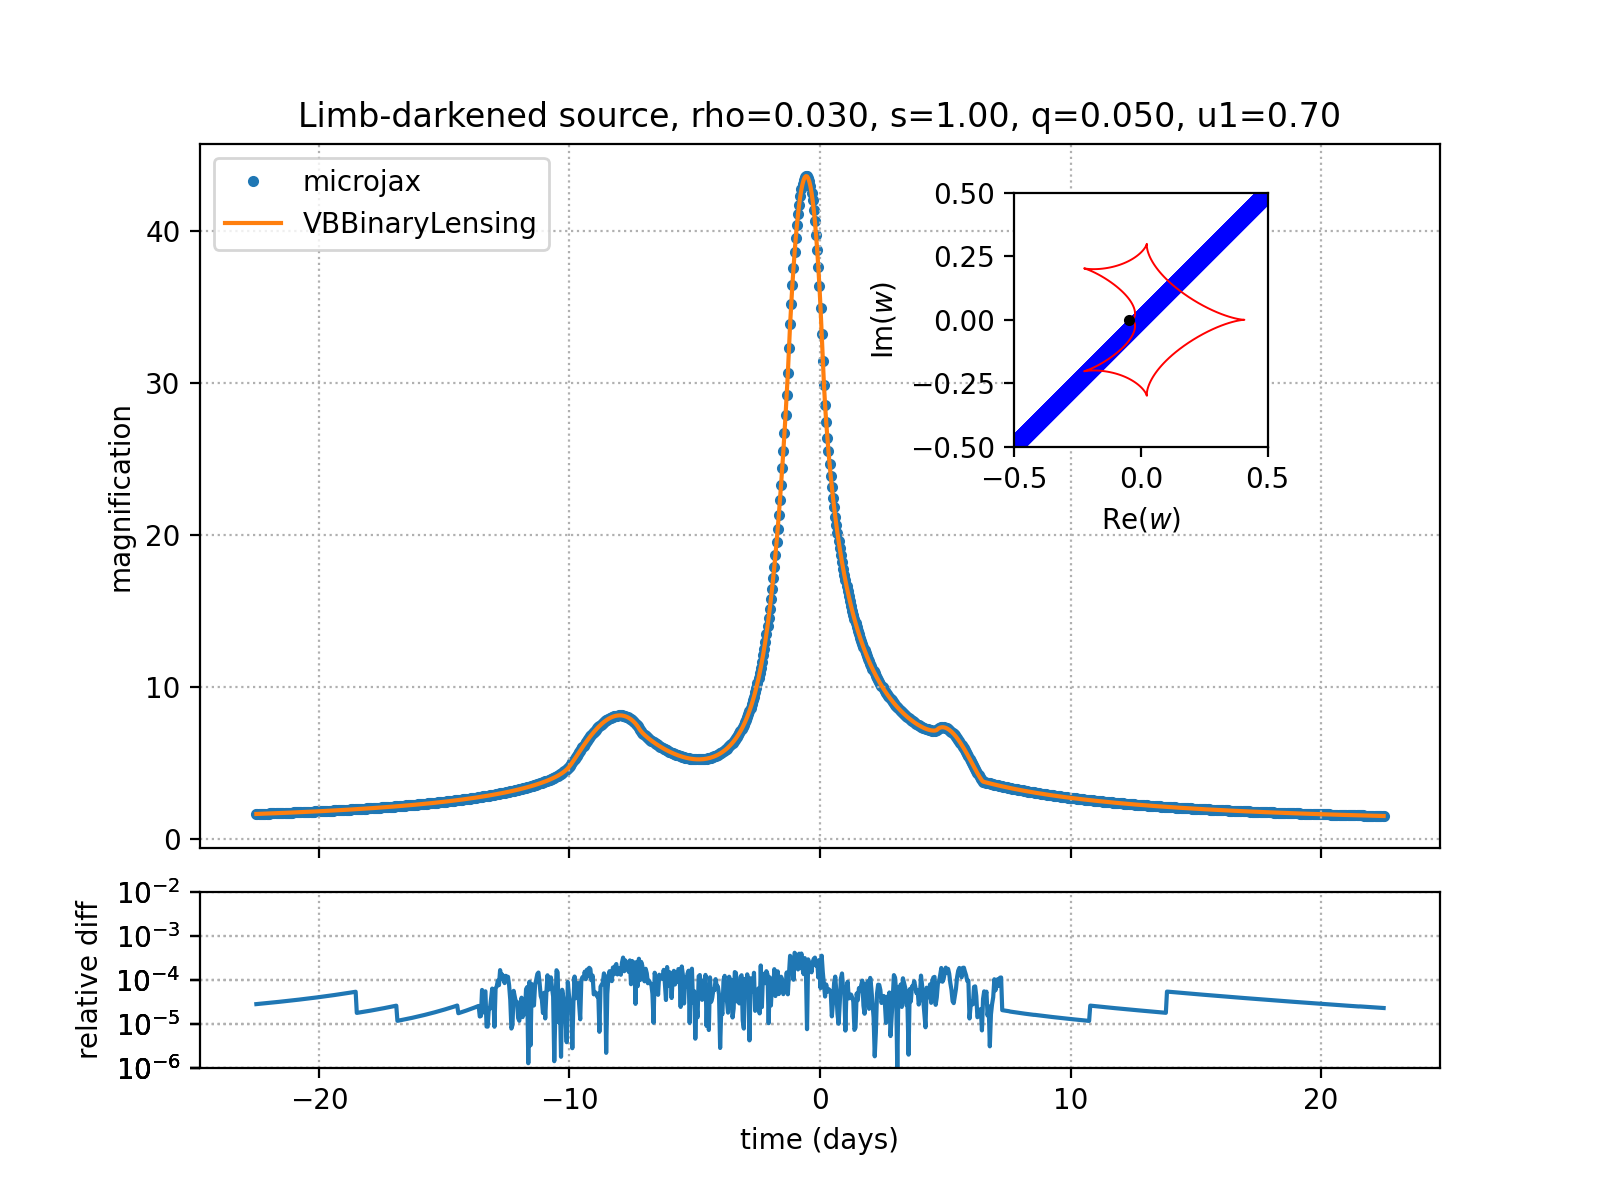 Limb-darkened source, rho=0.030, s=1.00, q=0.050, u1=0.70
microjax
VBBinaryLensing
magnification
40
30
20
10
0
Im(w)
0.50
0.25
0.00
−0.25
−0.50
−0.5 0.0 0.5
Re(w)
relative diff
10⁻²
10⁻³
10⁻⁴
10⁻⁵
10⁻⁶
−20 −10 0 10 20
time (days)